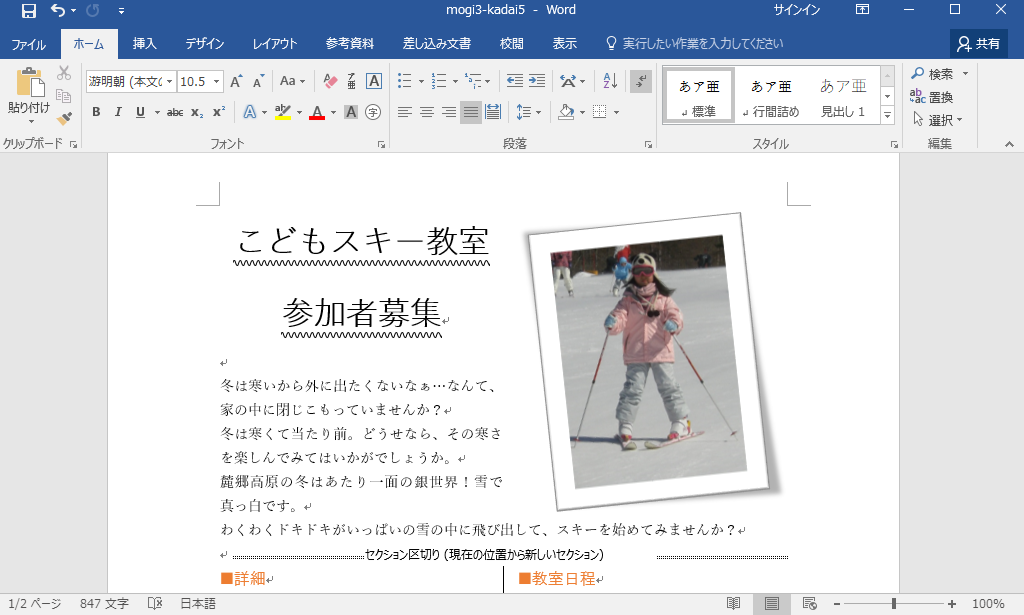 mogi3-kadai5 - Word
サインイン
ファイル ホーム 挿入 デザイン レイアウト 参考資料 差し込み文書 校閲 表示 実行したい作業を入力してください 共有
貼り付け
游明朝 (本文の 10.5 A A Aa A
B I U abc x₂ x² A A A 字
あア亜 あア亜 あア亜
標準 行間詰め 見出し 1
検索
置換
選択
クリップボード フォント 段落 スタイル 編集
こどもスキー教室
参加者募集
冬は寒いから外に出たくないなぁ…なんて、
家の中に閉じこもっていませんか？
冬は寒くて当たり前。どうせなら、その寒さ
を楽しんでみてはいかがでしょうか。
麓郷高原の冬はあたり一面の銀世界！雪で
真っ白です。
わくわくドキドキがいっぱいの雪の中に飛び出して、スキーを始めてみませんか？
セクション区切り (現在の位置から新しいセクション)
■詳細
■教室日程
1/2 ページ 847 文字 日本語 100%